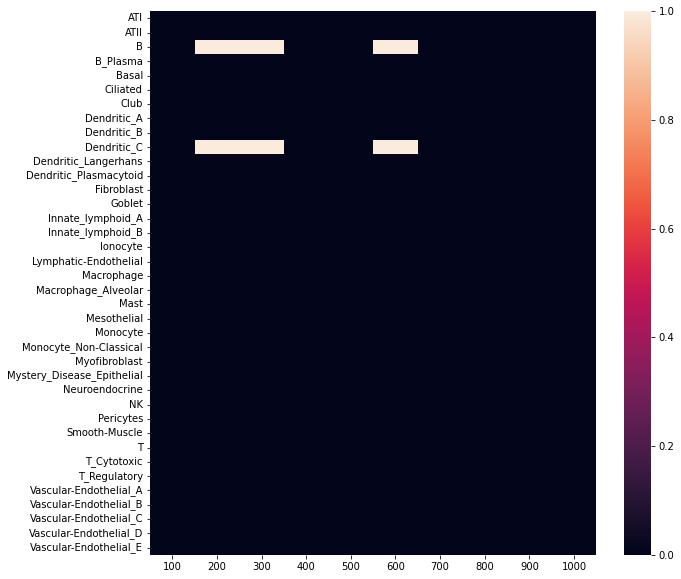 ATI
ATII
B
B_Plasma
Basal
Ciliated
Club
Dendritic_A
Dendritic_B
Dendritic_C
Dendritic_Langerhans
Dendritic_Plasmacytoid
Fibroblast
Goblet
Innate_lymphoid_A
Innate_lymphoid_B
Ionocyte
Lymphatic-Endothelial
Macrophage
Macrophage_Alveolar
Mast
Mesothelial
Monocyte
Monocyte_Non-Classical
Myofibroblast
Mystery_Disease_Epithelial
Neuroendocrine
NK
Pericytes
Smooth-Muscle
T
T_Cytotoxic
T_Regulatory
Vascular-Endothelial_A
Vascular-Endothelial_B
Vascular-Endothelial_C
Vascular-Endothelial_D
Vascular-Endothelial_E
100 200 300 400 500 600 700 800 900 1000
1.0
0.8
0.6
0.4
0.2
0.0